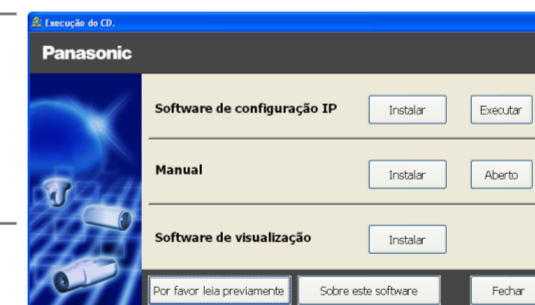 Execução do CD.
Panasonic
Software de configuração IP Instalar Executar
Manual Instalar Aberto
Software de visualização Instalar
Por favor leia previamente Sobre este software Fechar